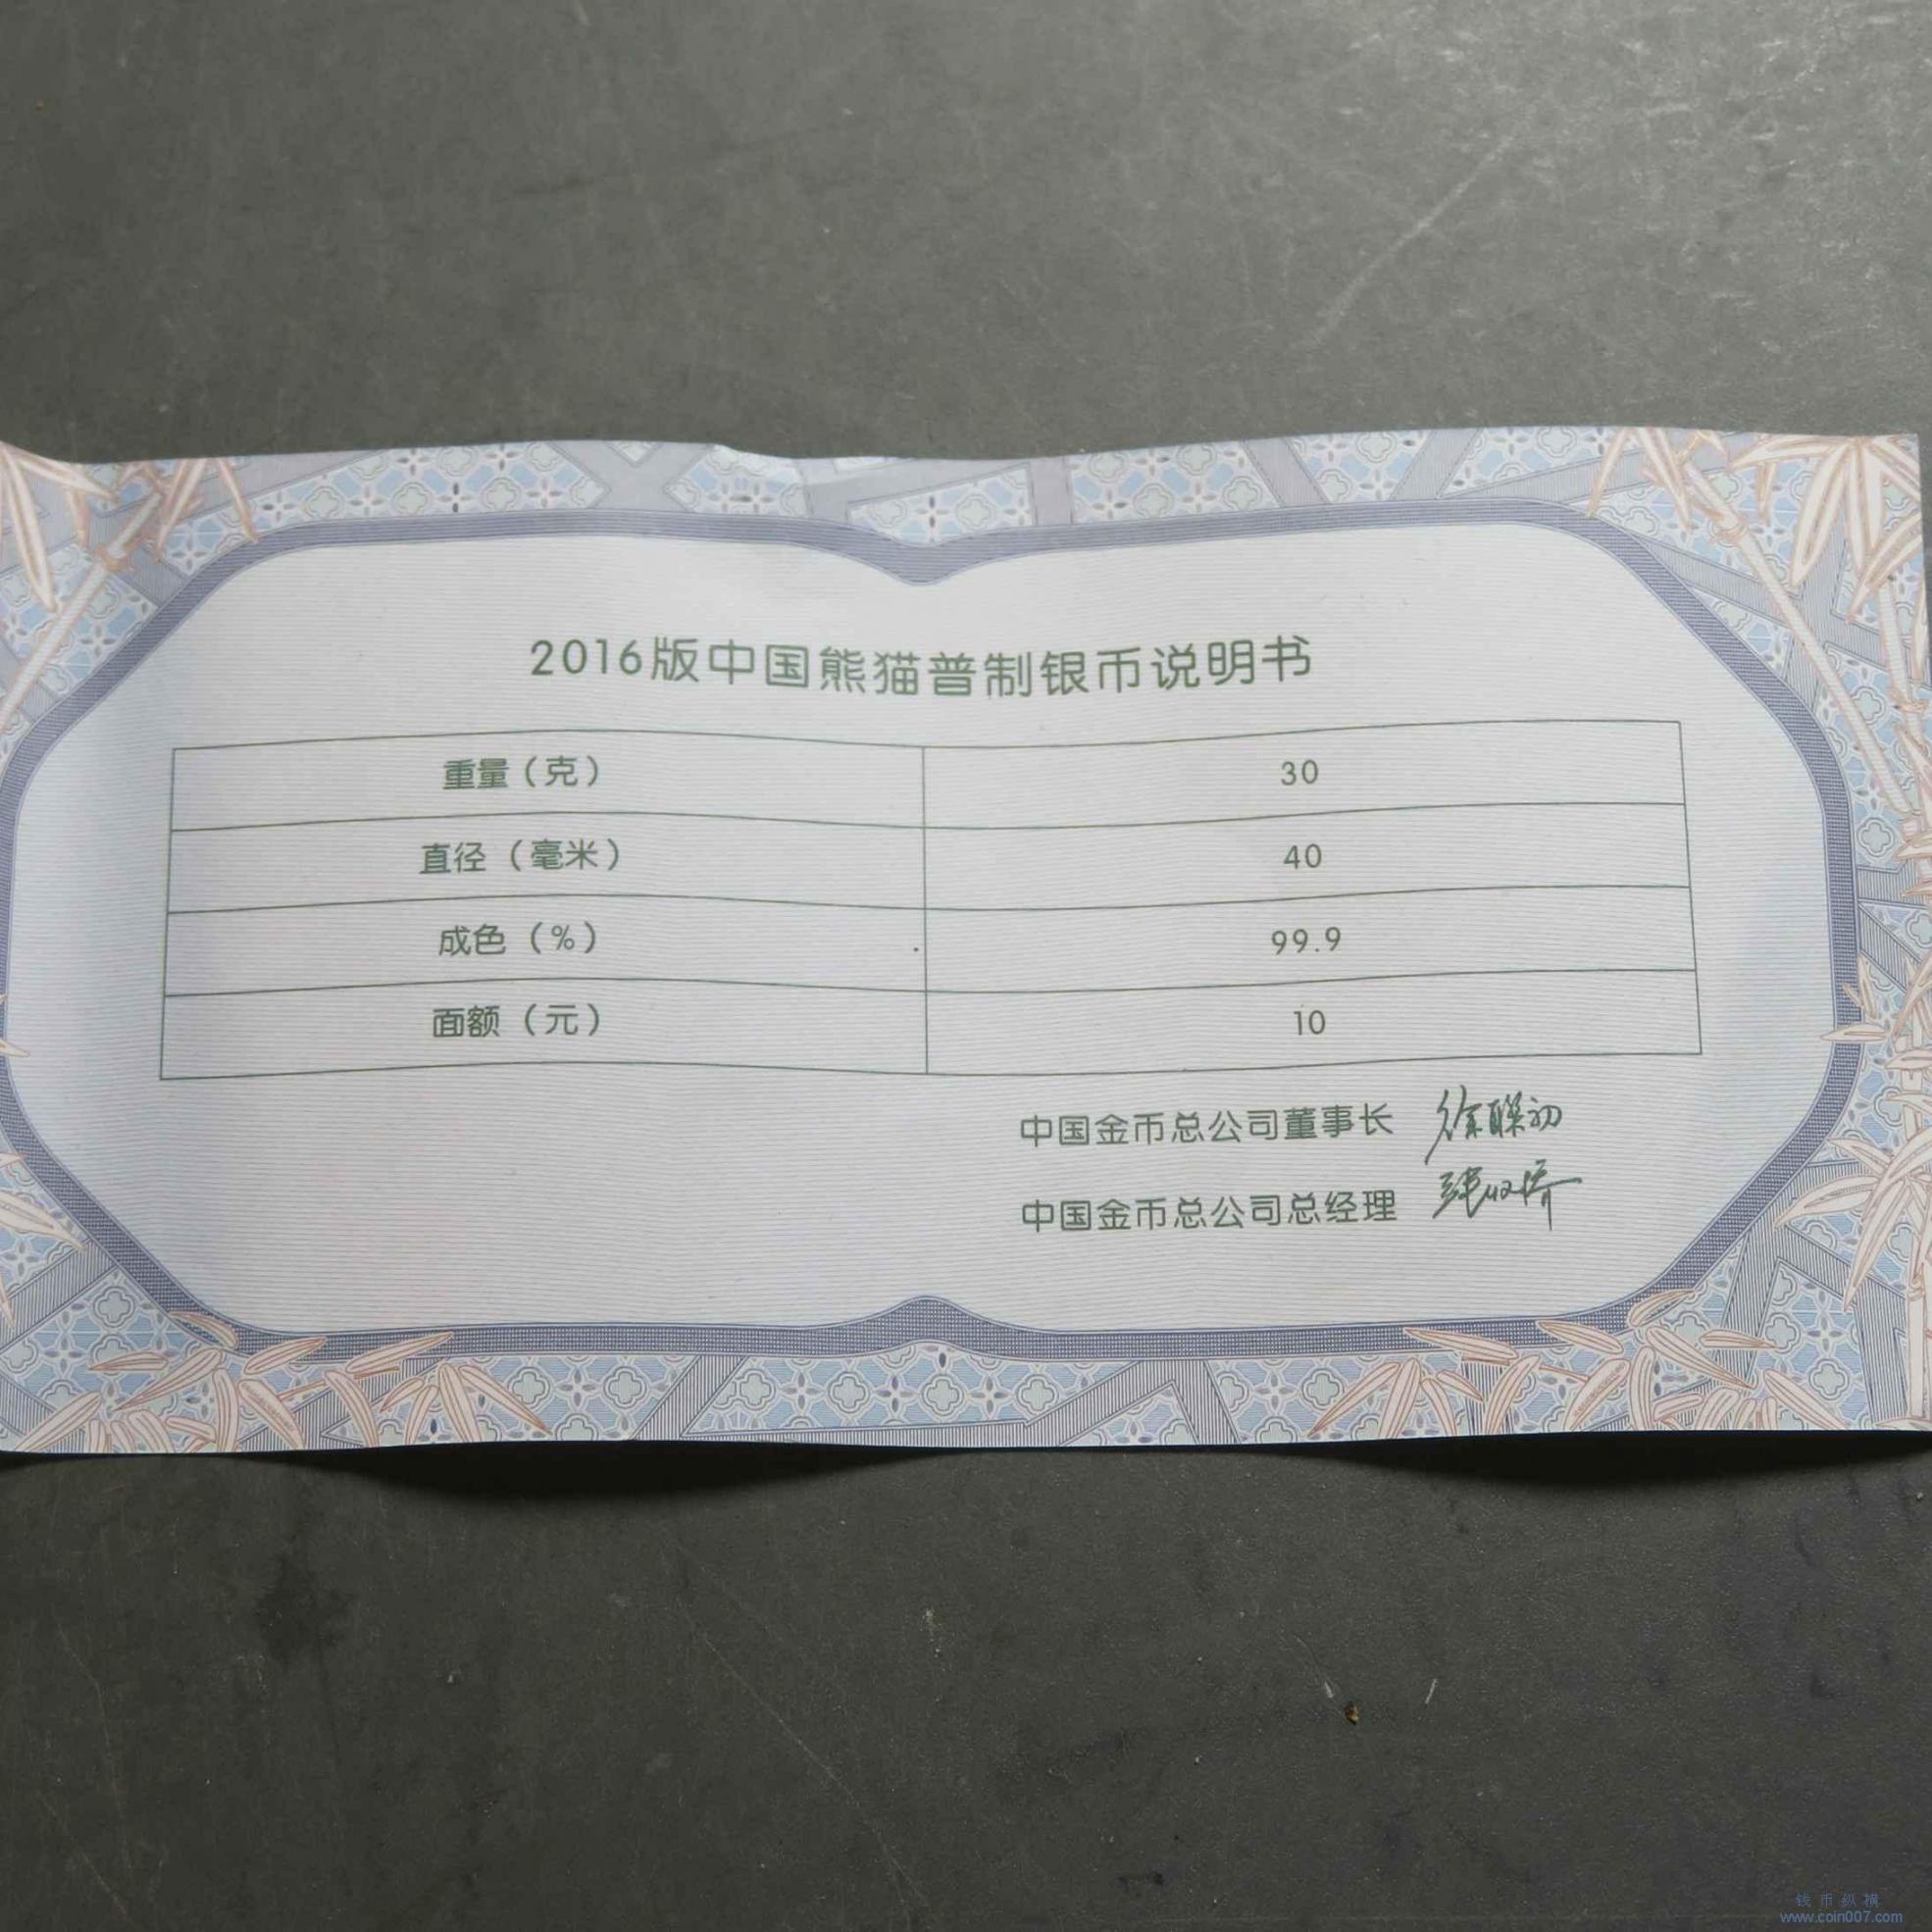 2016版中国熊猫普制银币说明书
重量（克） 30
直径（毫米） 40
成色（%） 99.9
面额（元） 10
中国金币总公司董事长 徐联初
中国金币总公司总经理
钱币纵横
www.coin007.com